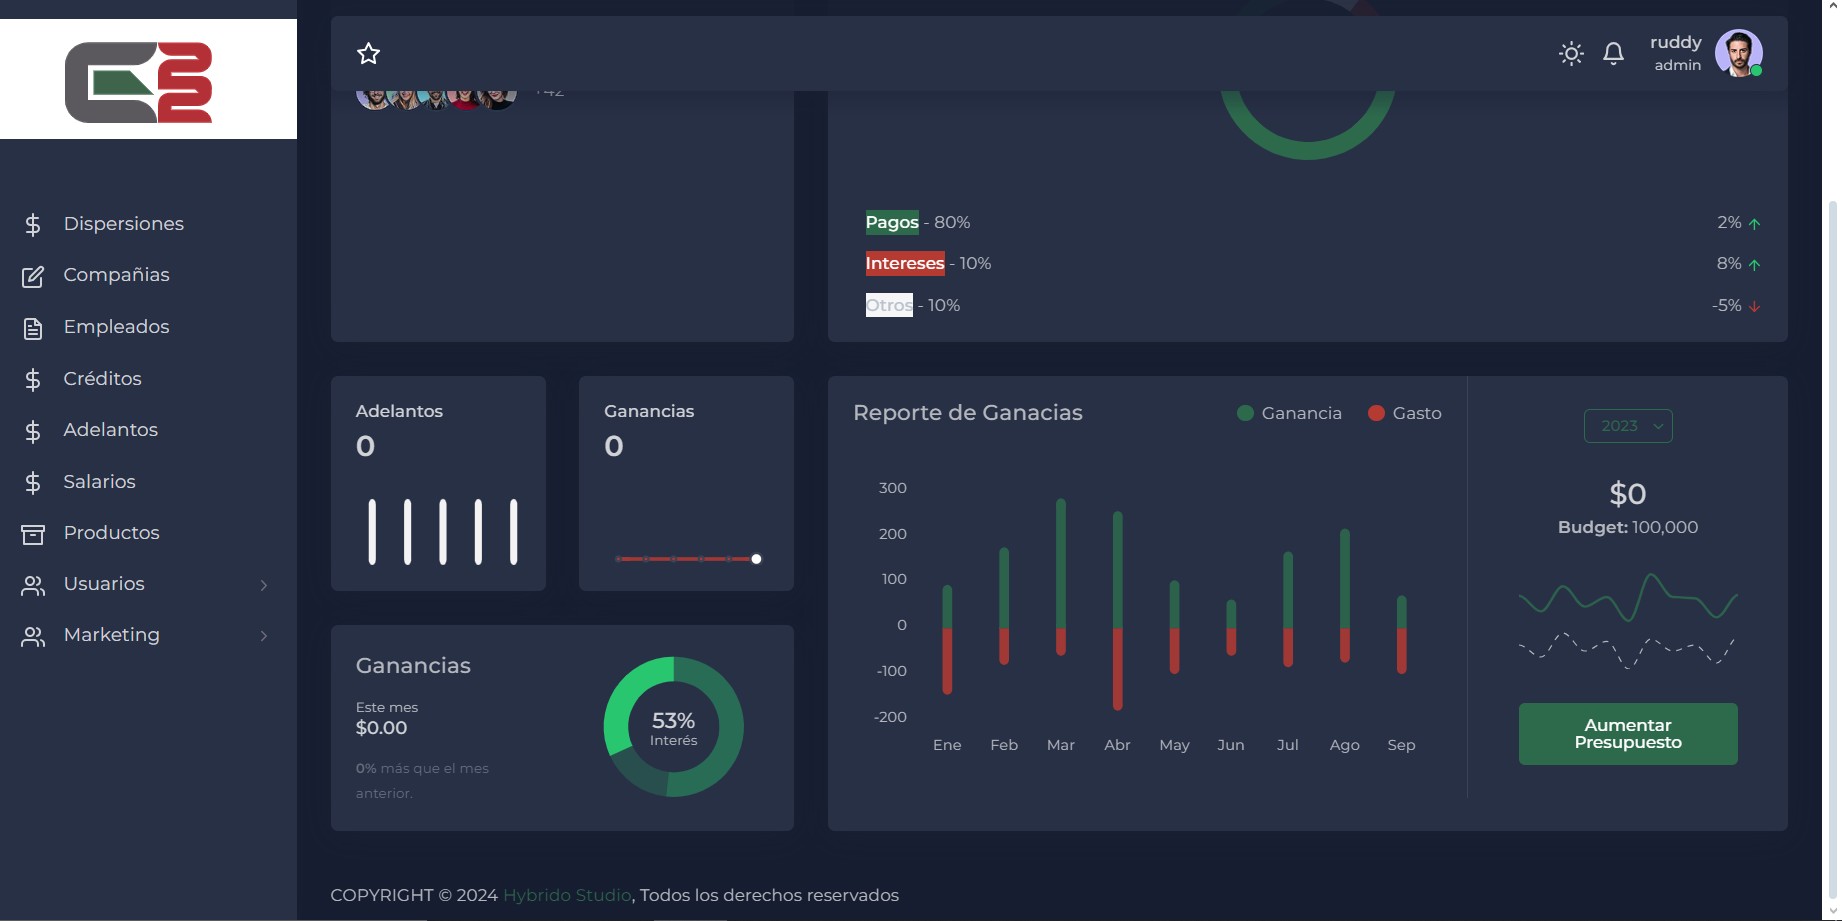 ruddy
admin
+42
Dispersiones
Compañias
Empleados
Créditos
Adelantos
Salarios
Productos
Usuarios
Marketing
Pagos - 80%
2%
Intereses - 10%
8%
Otros - 10%
-5%
Adelantos
0
Ganancias
0
Ganancias
Este mes
$0.00
0% más que el mes
anterior.
53%
Interés
Reporte de Ganacias
Ganancia
Gasto
300
200
100
0
-100
-200
Ene Feb Mar Abr May Jun Jul Ago Sep
2023
$0
Budget: 100,000
Aumentar
Presupuesto
COPYRIGHT © 2024 Hybrido Studio, Todos los derechos reservados